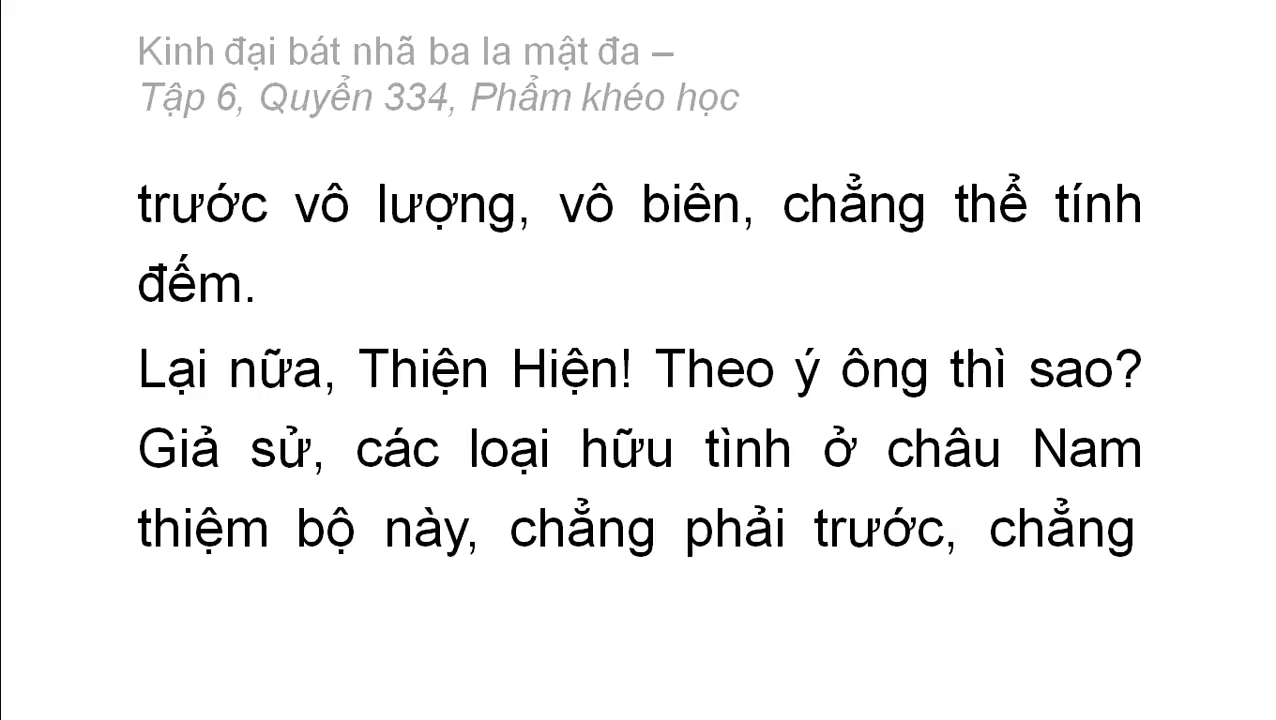 Kinh đại bát nhã ba la mật đa –
Tập 6, Quyển 334, Phẩm khéo học
trước vô lượng, vô biên, chẳng thể tính
đếm.
Lại nữa, Thiện Hiện! Theo ý ông thì sao?
Giả sử, các loại hữu tình ở châu Nam
thiệm bộ này, chẳng phải trước, chẳng